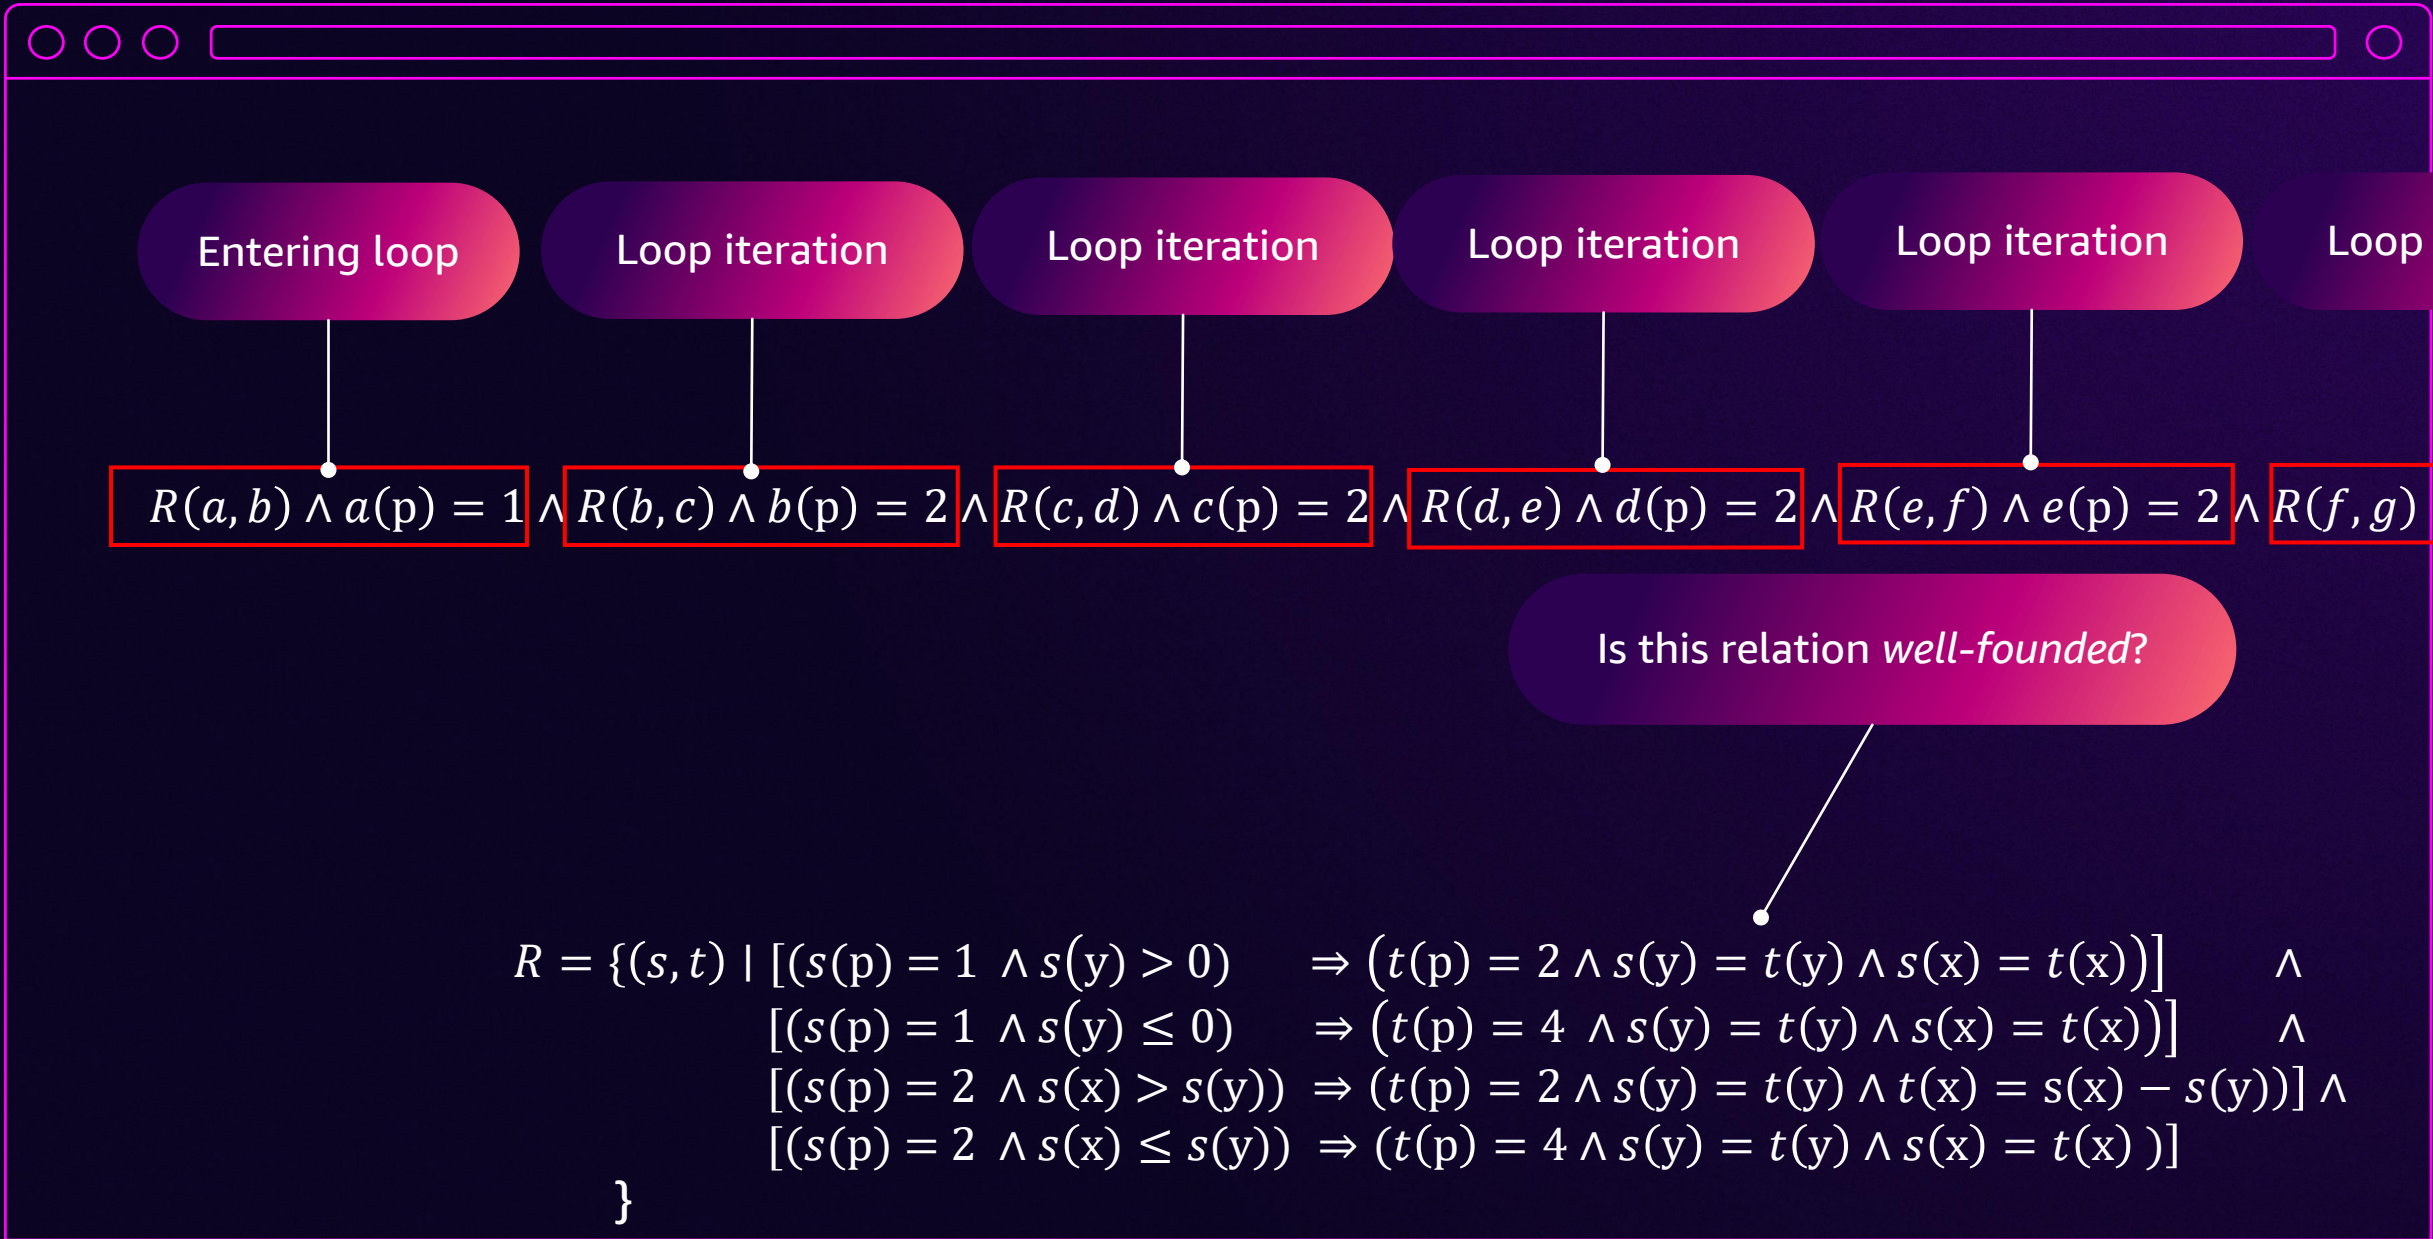 Entering loop
Loop iteration
Loop iteration
Loop iteration
Loop iteration
Loop
R(a, b) ∧ a(p) = 1 ∧ R(b, c) ∧ b(p) = 2 ∧ R(c, d) ∧ c(p) = 2 ∧ R(d, e) ∧ d(p) = 2 ∧ R(e, f) ∧ e(p) = 2 ∧ R(f, g)
Is this relation well-founded?
R = {(s, t) | [(s(p) = 1 ∧ s(y) > 0) ⇒ (t(p) = 2 ∧ s(y) = t(y) ∧ s(x) = t(x))] ∧
[(s(p) = 1 ∧ s(y) ≤ 0) ⇒ (t(p) = 4 ∧ s(y) = t(y) ∧ s(x) = t(x))] ∧
[(s(p) = 2 ∧ s(x) > s(y)) ⇒ (t(p) = 2 ∧ s(y) = t(y) ∧ t(x) = s(x) − s(y))] ∧
[(s(p) = 2 ∧ s(x) ≤ s(y)) ⇒ (t(p) = 4 ∧ s(y) = t(y) ∧ s(x) = t(x) )]
}